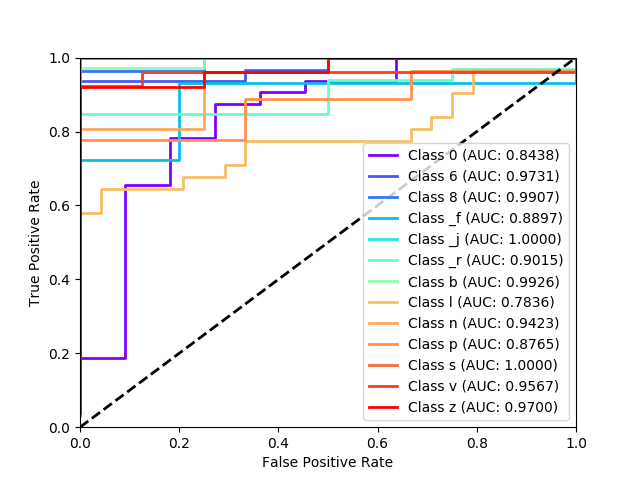 1.0
0.8
0.6
0.4
0.2
0.0
True Positive Rate
0.0 0.2 0.4 0.6 0.8 1.0
False Positive Rate
Class 0 (AUC: 0.8438)
Class 6 (AUC: 0.9731)
Class 8 (AUC: 0.9907)
Class _f (AUC: 0.8897)
Class _j (AUC: 1.0000)
Class _r (AUC: 0.9015)
Class b (AUC: 0.9926)
Class l (AUC: 0.7836)
Class n (AUC: 0.9423)
Class p (AUC: 0.8765)
Class s (AUC: 1.0000)
Class v (AUC: 0.9567)
Class z (AUC: 0.9700)